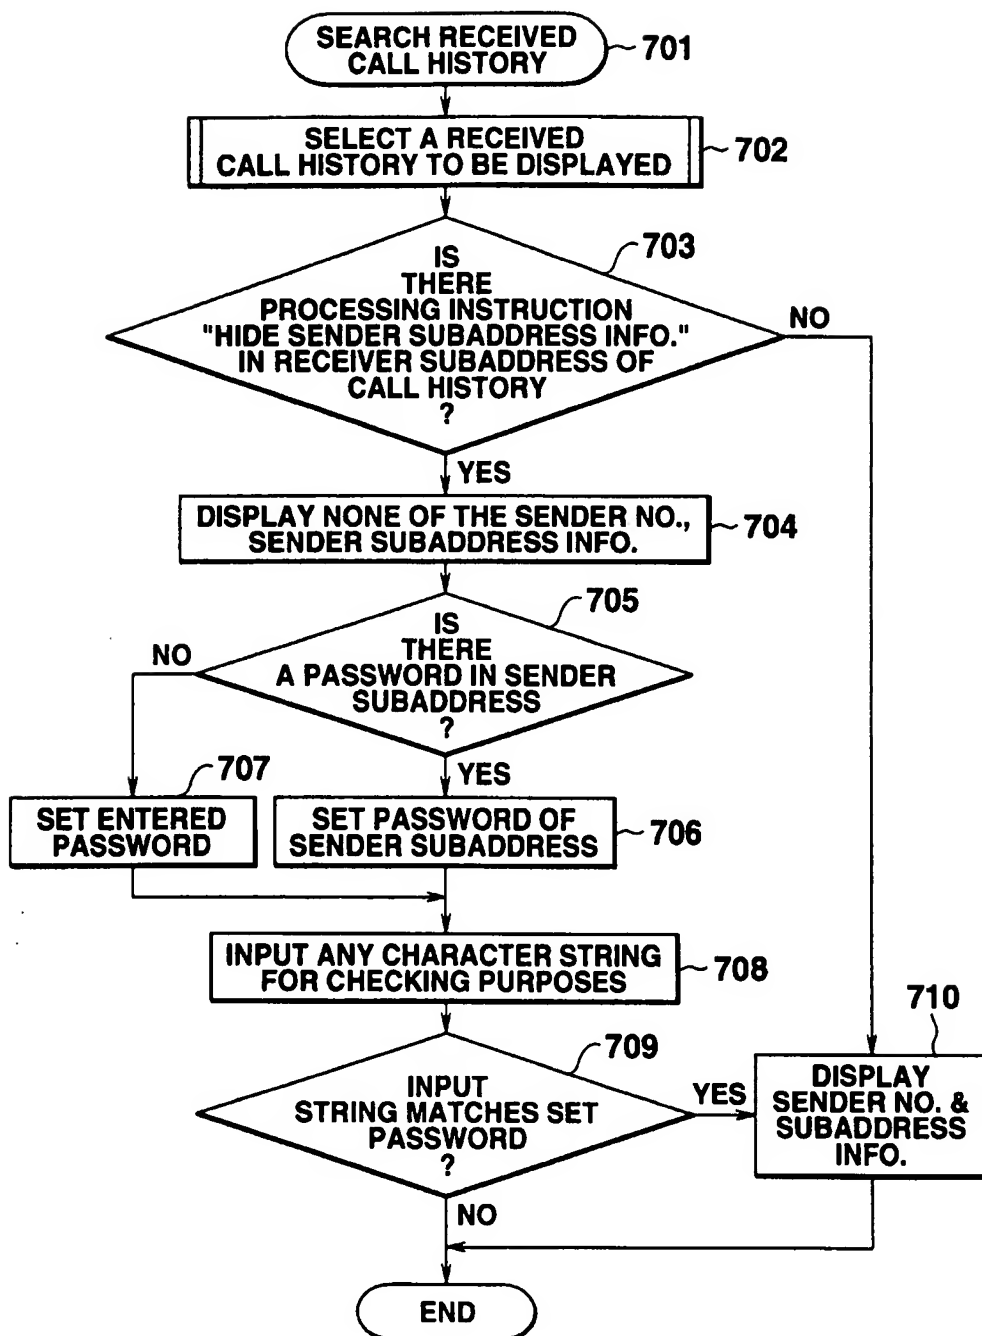 SEARCH RECEIVED
CALL HISTORY
701
SELECT A RECEIVED
CALL HISTORY TO BE DISPLAYED
702
703
IS
THERE
PROCESSING INSTRUCTION
"HIDE SENDER SUBADDRESS INFO."
IN RECEIVER SUBADDRESS OF
CALL HISTORY
?
NO
YES
DISPLAY NONE OF THE SENDER NO.,
SENDER SUBADDRESS INFO.
704
705
IS
THERE
A PASSWORD IN SENDER
SUBADDRESS
?
NO
YES
707
SET ENTERED
PASSWORD
SET PASSWORD OF
SENDER SUBADDRESS
706
INPUT ANY CHARACTER STRING
FOR CHECKING PURPOSES
708
709
INPUT
STRING MATCHES SET
PASSWORD
?
YES
NO
710
DISPLAY
SENDER NO. &
SUBADDRESS
INFO.
END